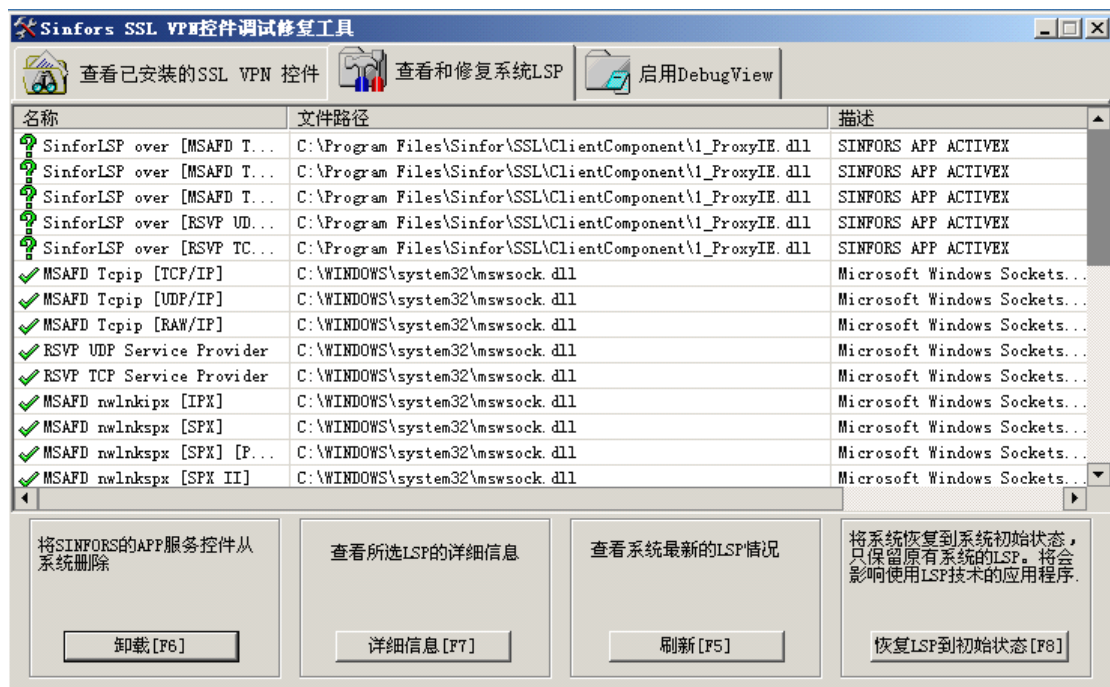 Sinfors SSL VPN控件调试修复工具
查看已安装的SSL VPN 控件 查看和修复系统LSP 启用DebugView
名称 文件路径 描述
SinforLSP over [MSAFD T... C:\Program Files\Sinfor\SSL\ClientComponent\1_ProxyIE.dll SINFORS APP ACTIVEX
SinforLSP over [MSAFD T... C:\Program Files\Sinfor\SSL\ClientComponent\1_ProxyIE.dll SINFORS APP ACTIVEX
SinforLSP over [MSAFD T... C:\Program Files\Sinfor\SSL\ClientComponent\1_ProxyIE.dll SINFORS APP ACTIVEX
SinforLSP over [RSVP UD... C:\Program Files\Sinfor\SSL\ClientComponent\1_ProxyIE.dll SINFORS APP ACTIVEX
SinforLSP over [RSVP TC... C:\Program Files\Sinfor\SSL\ClientComponent\1_ProxyIE.dll SINFORS APP ACTIVEX
MSAFD Tcpip [TCP/IP] C:\WINDOWS\system32\mswsock.dll Microsoft Windows Sockets...
MSAFD Tcpip [UDP/IP] C:\WINDOWS\system32\mswsock.dll Microsoft Windows Sockets...
MSAFD Tcpip [RAW/IP] C:\WINDOWS\system32\mswsock.dll Microsoft Windows Sockets...
RSVP UDP Service Provider C:\WINDOWS\system32\mswsock.dll Microsoft Windows Sockets...
RSVP TCP Service Provider C:\WINDOWS\system32\mswsock.dll Microsoft Windows Sockets...
MSAFD nwlnkipx [IPX] C:\WINDOWS\system32\mswsock.dll Microsoft Windows Sockets...
MSAFD nwlnkspx [SPX] C:\WINDOWS\system32\mswsock.dll Microsoft Windows Sockets...
MSAFD nwlnkspx [SPX] [P... C:\WINDOWS\system32\mswsock.dll Microsoft Windows Sockets...
MSAFD nwlnkspx [SPX II] C:\WINDOWS\system32\mswsock.dll Microsoft Windows Sockets...
将SINFORS的APP服务控件从
系统删除
卸载[F6]
查看所选LSP的详细信息
详细信息[F7]
查看系统最新的LSP情况
刷新[F5]
将系统恢复到系统初始状态，
只保留原有系统的LSP。将会
影响使用LSP技术的应用程序.
恢复LSP到初始状态[F8]